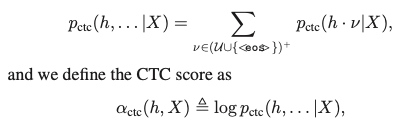 p_ctc(h, . . . |X) = ∑_{ν∈(𝒰∪{<eos>})^+} p_ctc(h · ν|X),
and we define the CTC score as
α_ctc(h, X) ≜ log p_ctc(h, . . . |X),